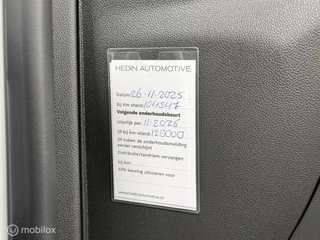 HEDIN AUTOMOTIVE
Datum: 26-11-2025
Bij Km stand: 104547
Volgende onderhoudsbeurt
Uiterlijk per: 11-2026
Of bij km-stand: 129000
Of indien de onderhoudsmelding
eerder verschijnt
Distributie/tandriem vervangen
bij km:
APK-keuring uitvoeren voor
www.hedinautomotive.nl
Marktplaats